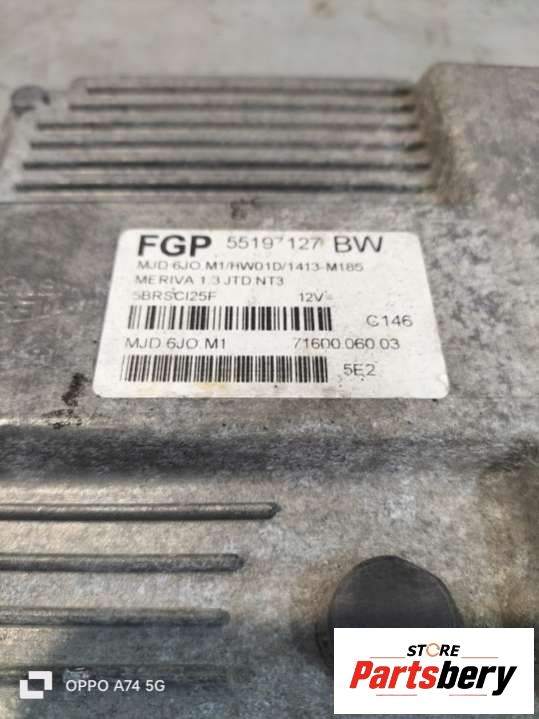 FGP 55197127 BW
MJD 6JO.M1/HW01D/1413-M185
MERIVA 1.3 JTD NT3
5BRSCI25F 12V=
C146
MJD 6JO.M1 71600.060.03
5E2
STORE
Partsbery
OPPO A74 5G